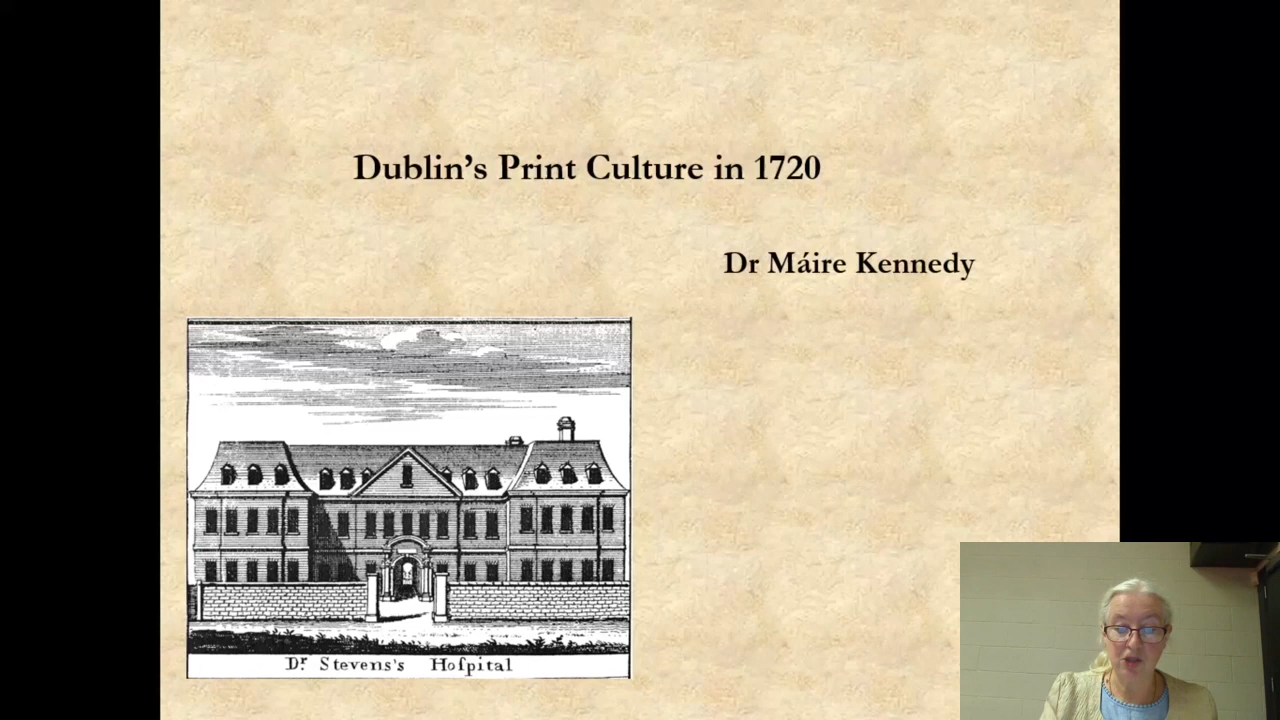 Dublin’s Print Culture in 1720
Dr Máire Kennedy
Dr Stevens's Hoſpital